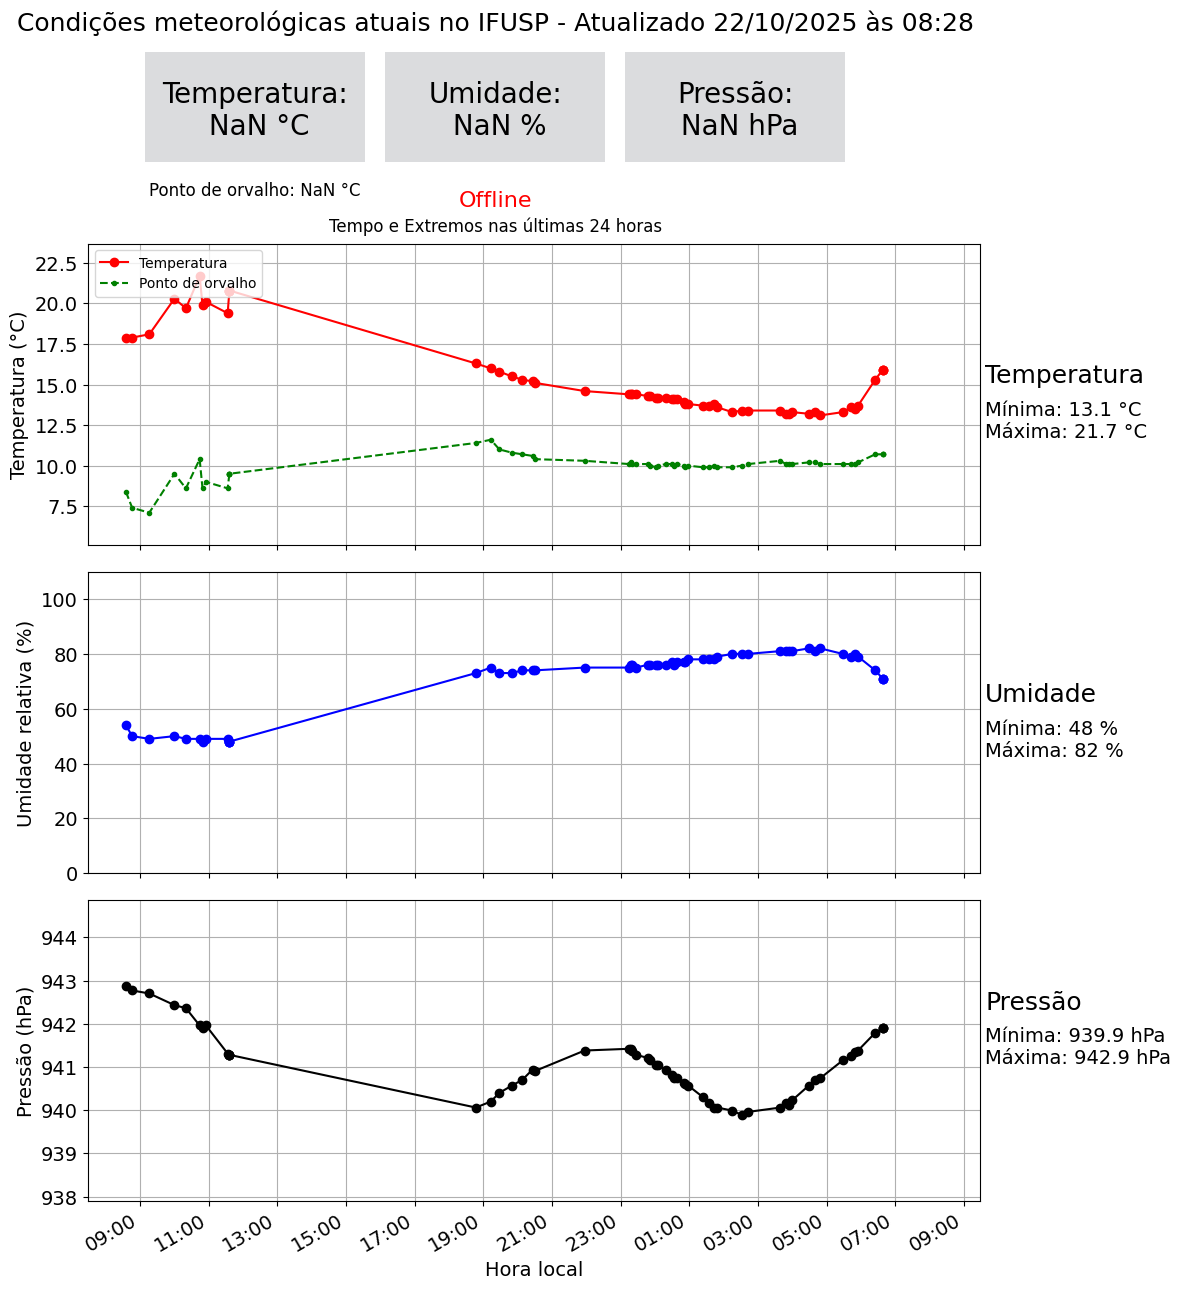 Condições meteorológicas atuais no IFUSP - Atualizado 22/10/2025 às 08:28
Temperatura:
NaN °C
Umidade:
NaN %
Pressão:
NaN hPa
Ponto de orvalho: NaN °C
Offline
Tempo e Extremos nas últimas 24 horas
Temperatura (°C)
22.5
20.0
17.5
15.0
12.5
10.0
7.5
Temperatura
Ponto de orvalho
Temperatura
Mínima: 13.1 °C
Máxima: 21.7 °C
Umidade relativa (%)
100
80
60
40
20
0
Umidade
Mínima: 48 %
Máxima: 82 %
Pressão (hPa)
944
943
942
941
940
939
938
Pressão
Mínima: 939.9 hPa
Máxima: 942.9 hPa
09:00 11:00 13:00 15:00 17:00 19:00 21:00 23:00 01:00 03:00 05:00 07:00 09:00
Hora local